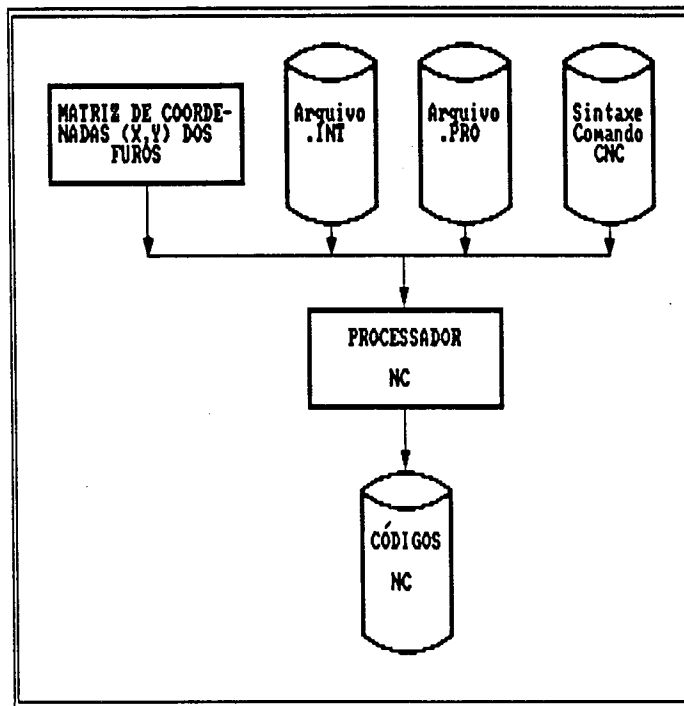 MATRIZ DE COORDE-
NADAS (X,Y) DOS
FUROS
Arquivo
.INT
Arquivo
.PRO
Sintaxe
Comando
CNC
PROCESSADOR
NC
CÓDIGOS
NC